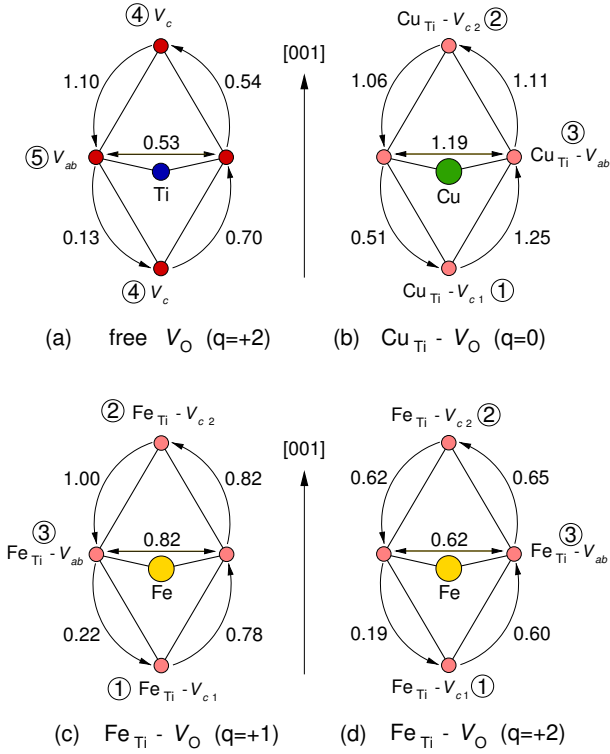 ④ V_c
1.10
0.54
0.53
⑤ V_ab
Ti
0.13
0.70
④ V_c
(a) free V_O (q=+2)
[001]
Cu_Ti - V_c2 ②
1.06
1.11
1.19
③
Cu_Ti - V_ab
Cu
0.51
1.25
Cu_Ti - V_c1 ①
(b) Cu_Ti - V_O (q=0)
② Fe_Ti - V_c2
1.00
0.82
0.82
③
Fe_Ti - V_ab
Fe
0.22
0.78
① Fe_Ti - V_c1
(c) Fe_Ti - V_O (q=+1)
[001]
Fe_Ti - V_c2 ②
0.62
0.65
0.62
③
Fe_Ti - V_ab
Fe
0.19
0.60
Fe_Ti - V_c1 ①
(d) Fe_Ti - V_O (q=+2)